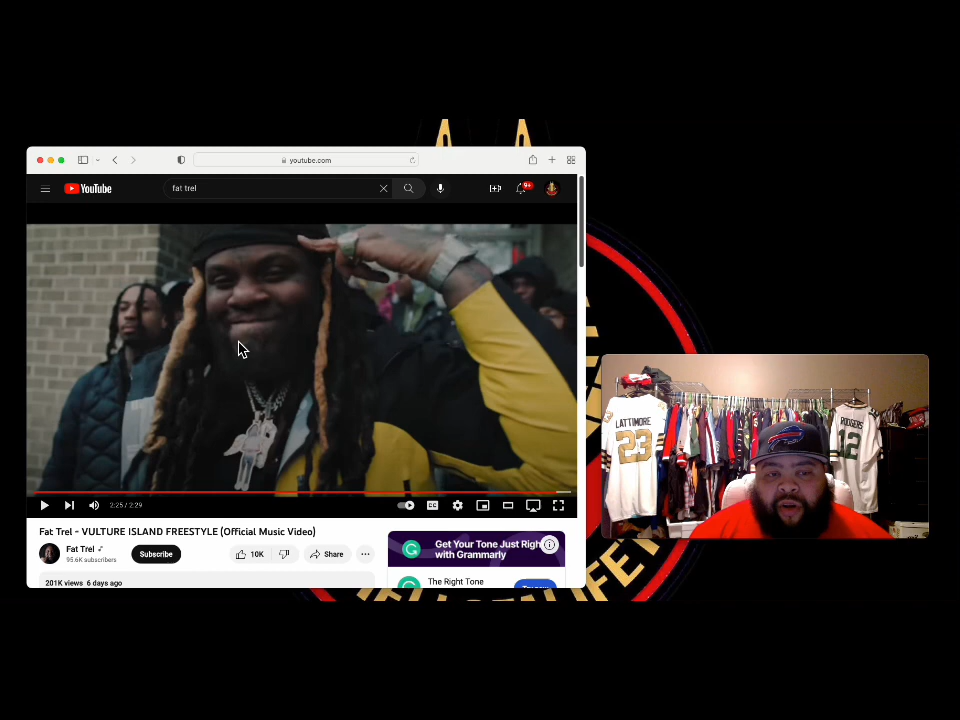 youtube.com
YouTube
fat trel
9+
2:25 / 2:29
CC
Fat Trel - VULTURE ISLAND FREESTYLE (Official Music Video)
Fat Trel
95.6K subscribers
Subscribe
10K
Share
201K views 6 days ago
Get Your Tone Just Right
with Grammarly
The Right Tone
LATTIMORE
23
RODGERS
12